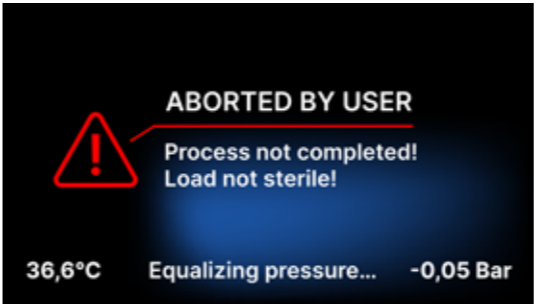 ABORTED BY USER
Process not completed!
Load not sterile!
36,6°C Equalizing pressure... -0,05 Bar